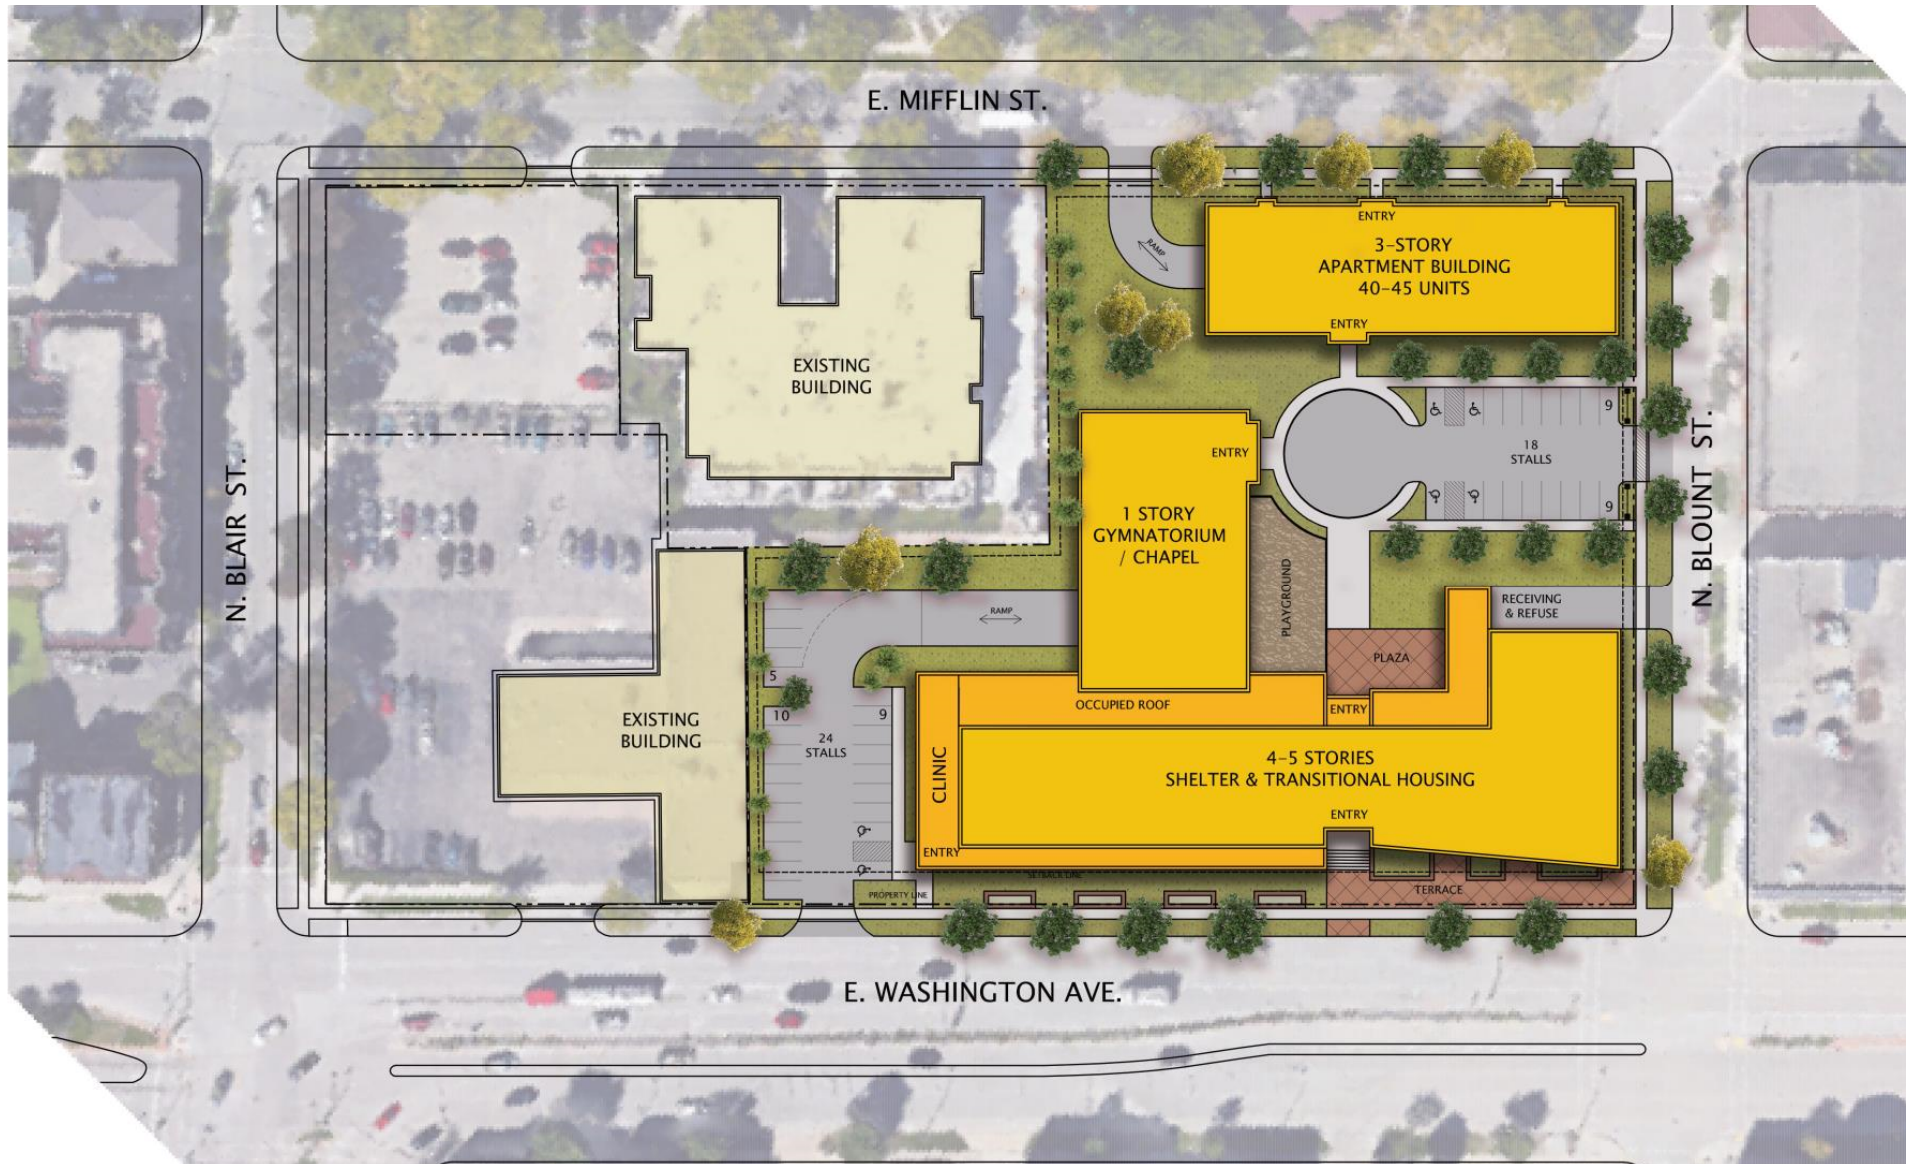 E. MIFFLIN ST.
ENTRY
3-STORY
APARTMENT BUILDING
40-45 UNITS
ENTRY
RAMP
EXISTING
BUILDING
9
18
STALLS
9
ENTRY
1 STORY
GYMNATORIUM
/ CHAPEL
PLAYGROUND
N. BLAIR ST.
N. BLOUNT ST.
RECEIVING
& REFUSE
RAMP
PLAZA
5
10
9
24
STALLS
EXISTING
BUILDING
OCCUPIED ROOF
ENTRY
CLINIC
4-5 STORIES
SHELTER & TRANSITIONAL HOUSING
ENTRY
ENTRY
SETBACK LINE
PROPERTY LINE
TERRACE
E. WASHINGTON AVE.